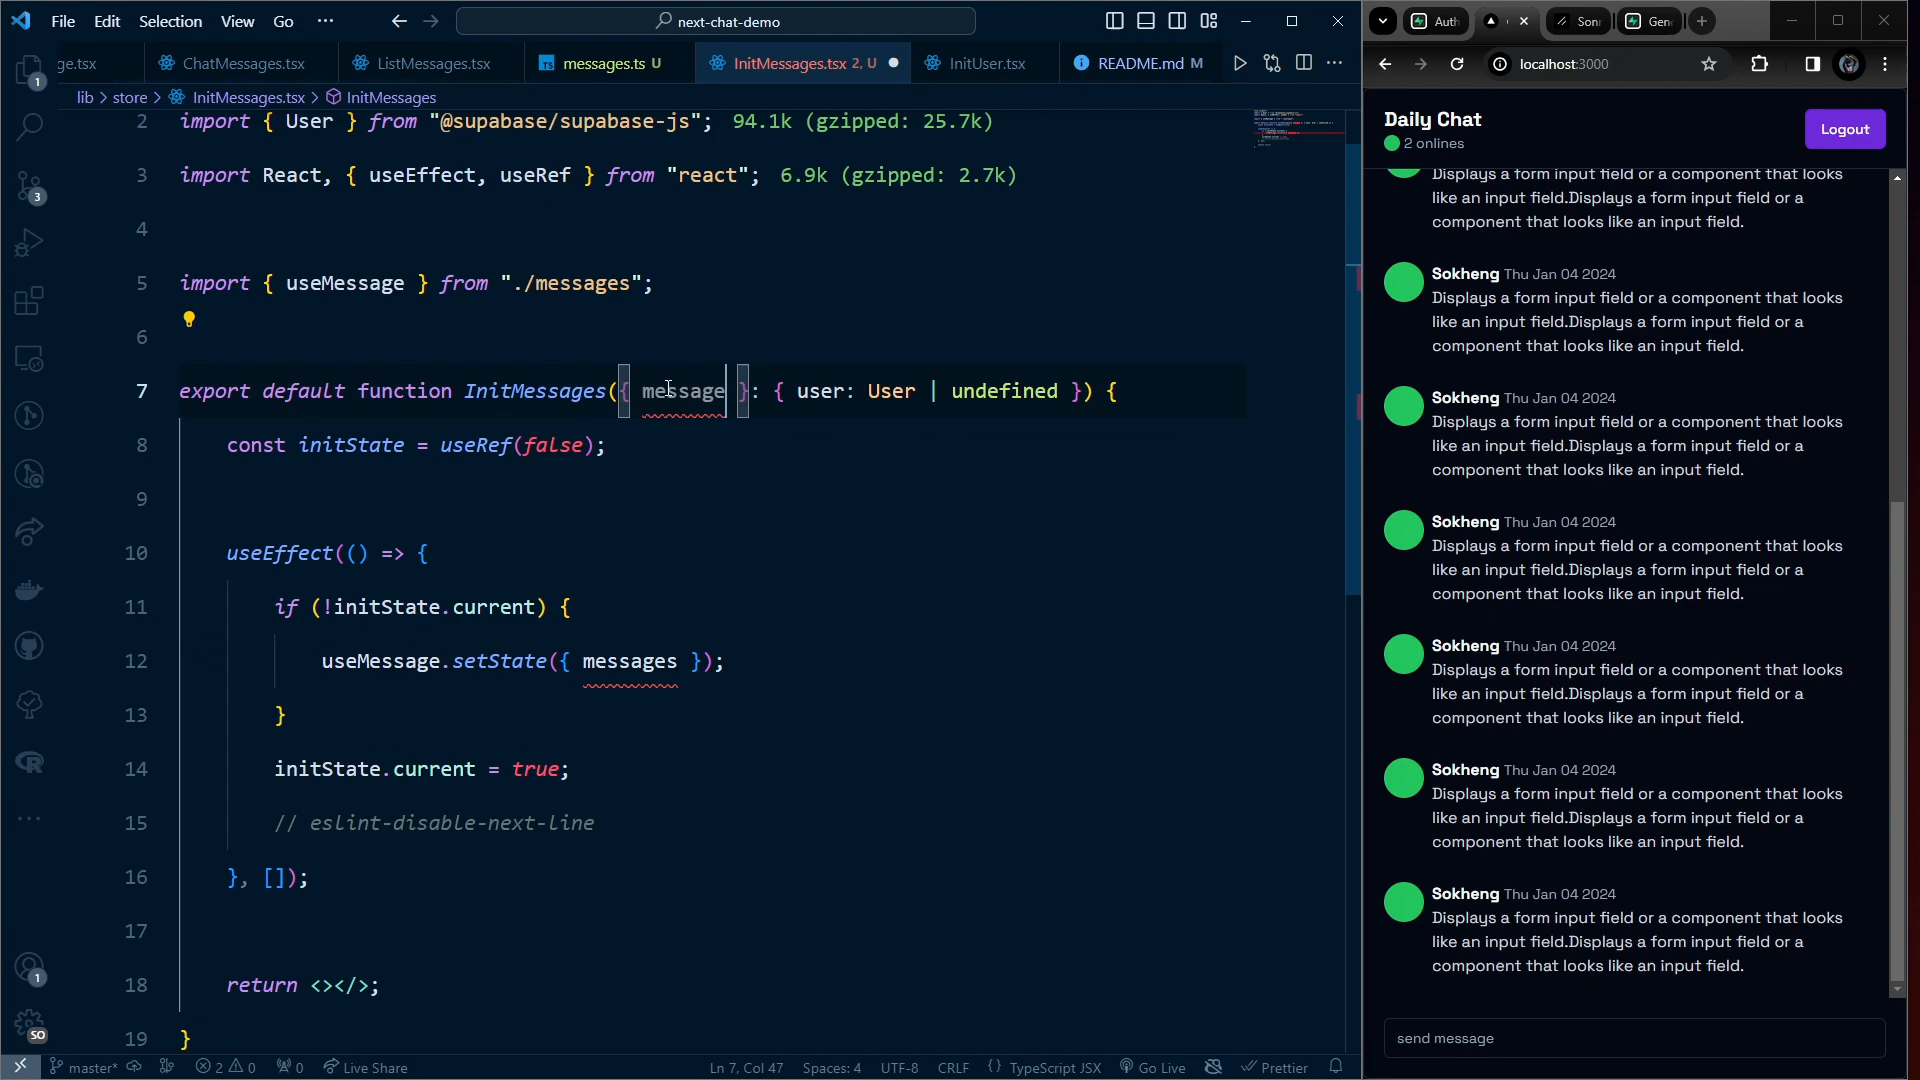 File Edit Selection View Go ···
next-chat-demo
ge.tsx
ChatMessages.tsx
ListMessages.tsx
TS messages.ts U
InitMessages.tsx 2, U
InitUser.tsx
README.md M
lib > store > InitMessages.tsx > InitMessages
2 import { User } from "@supabase/supabase-js"; 94.1k (gzipped: 25.7k)
3 import React, { useEffect, useRef } from "react"; 6.9k (gzipped: 2.7k)
4
5 import { useMessage } from "./messages";
6
7 export default function InitMessages({ message }: { user: User | undefined }) {
8 const initState = useRef(false);
9
10 useEffect(() => {
11 if (!initState.current) {
12 useMessage.setState({ messages });
13 }
14 initState.current = true;
15 // eslint-disable-next-line
16 }, []);
17
18 return <></>;
19 }
1
3
1
SO
master* 2 0 0 Live Share
Ln 7, Col 47 Spaces: 4 UTF-8 CRLF {} TypeScript JSX Go Live Prettier
Auth
Sonn
Gene
localhost:3000
Daily Chat
2 onlines
Logout
Displays a form input field or a component that looks
like an input field.Displays a form input field or a
component that looks like an input field.
Sokheng Thu Jan 04 2024
Displays a form input field or a component that looks
like an input field.Displays a form input field or a
component that looks like an input field.
Sokheng Thu Jan 04 2024
Displays a form input field or a component that looks
like an input field.Displays a form input field or a
component that looks like an input field.
Sokheng Thu Jan 04 2024
Displays a form input field or a component that looks
like an input field.Displays a form input field or a
component that looks like an input field.
Sokheng Thu Jan 04 2024
Displays a form input field or a component that looks
like an input field.Displays a form input field or a
component that looks like an input field.
Sokheng Thu Jan 04 2024
Displays a form input field or a component that looks
like an input field.Displays a form input field or a
component that looks like an input field.
Sokheng Thu Jan 04 2024
Displays a form input field or a component that looks
like an input field.Displays a form input field or a
component that looks like an input field.
send message